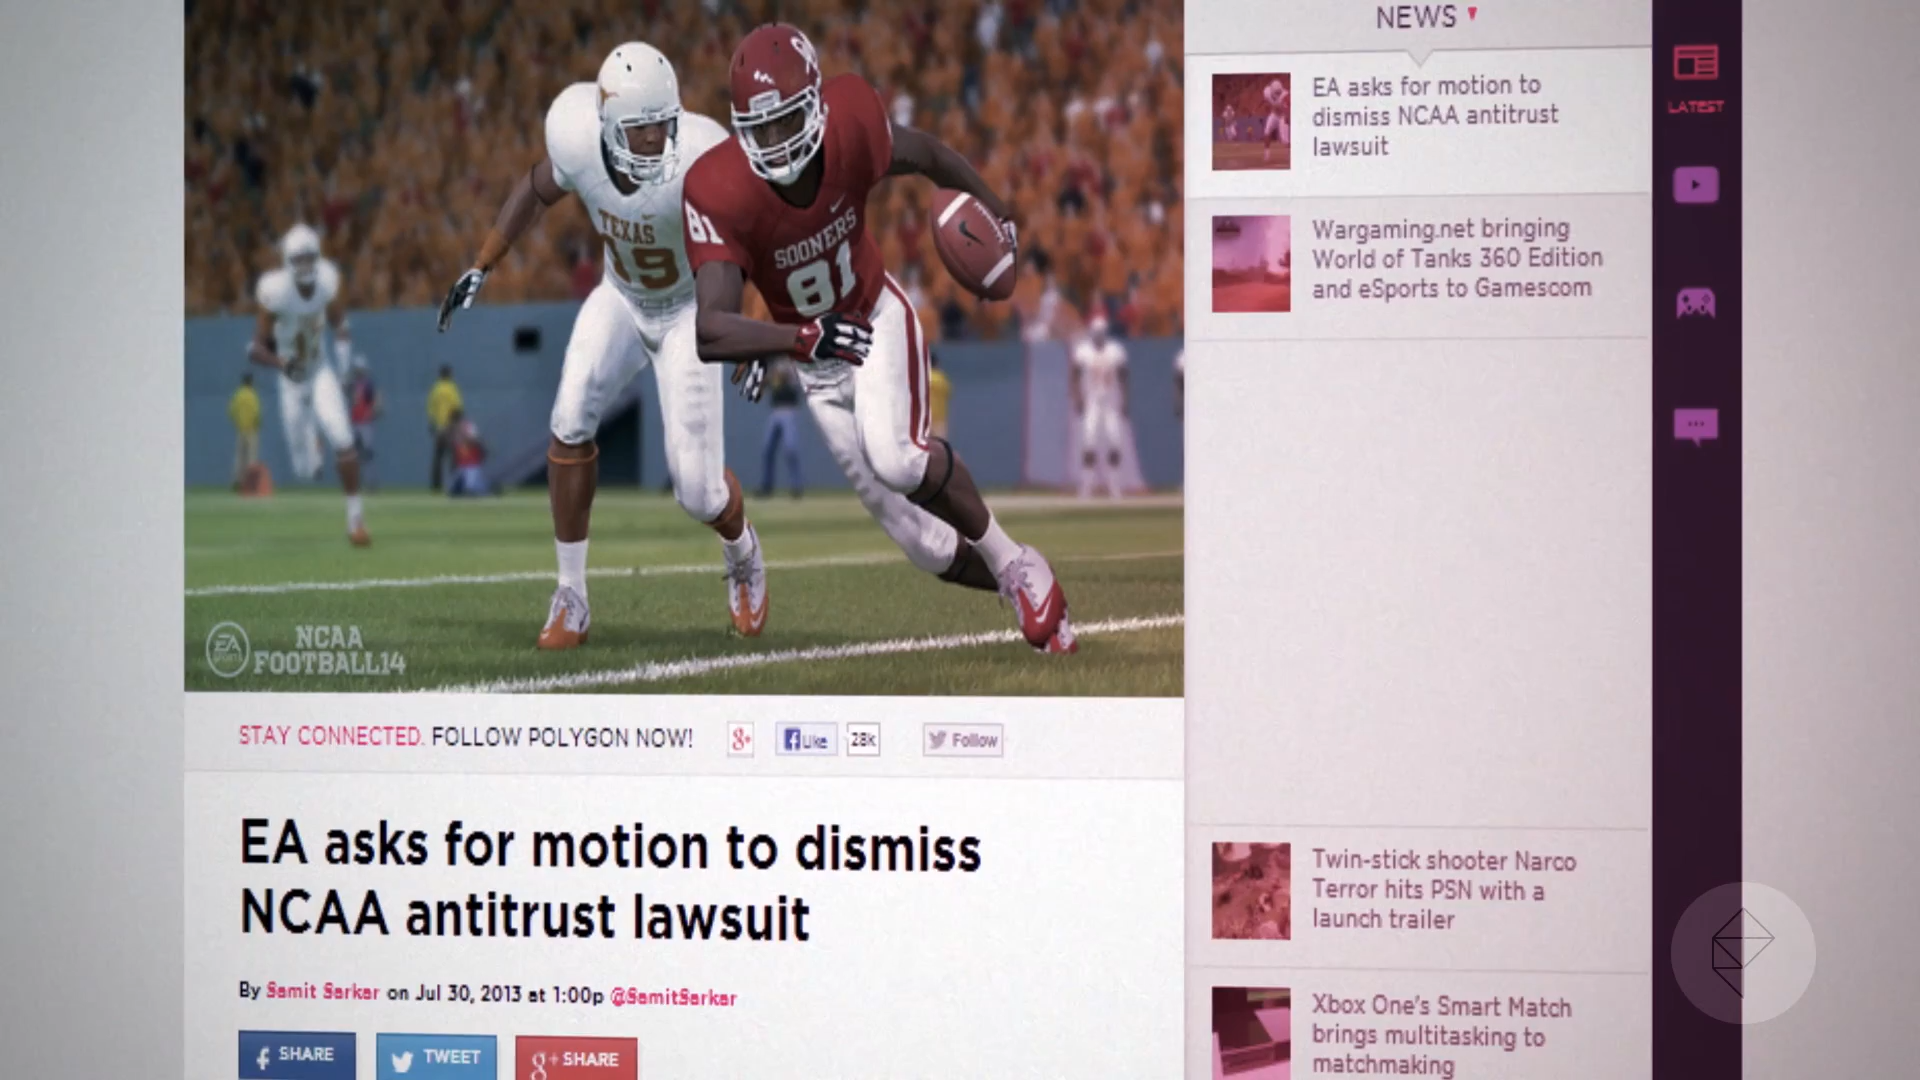 TEXAS
19
81
SOONERS
81
EA
SPORTS
NCAA
FOOTBALL14
STAY CONNECTED. FOLLOW POLYGON NOW!
g+
f Like
28k
Follow
EA asks for motion to dismiss
NCAA antitrust lawsuit
By Samit Sarkar on Jul 30, 2013 at 1:00p @SamitSarkar
f SHARE
TWEET
g+ SHARE
NEWS
EA asks for motion to
dismiss NCAA antitrust
lawsuit
Wargaming.net bringing
World of Tanks 360 Edition
and eSports to Gamescom
Twin-stick shooter Narco
Terror hits PSN with a
launch trailer
Xbox One's Smart Match
brings multitasking to
matchmaking
LATEST